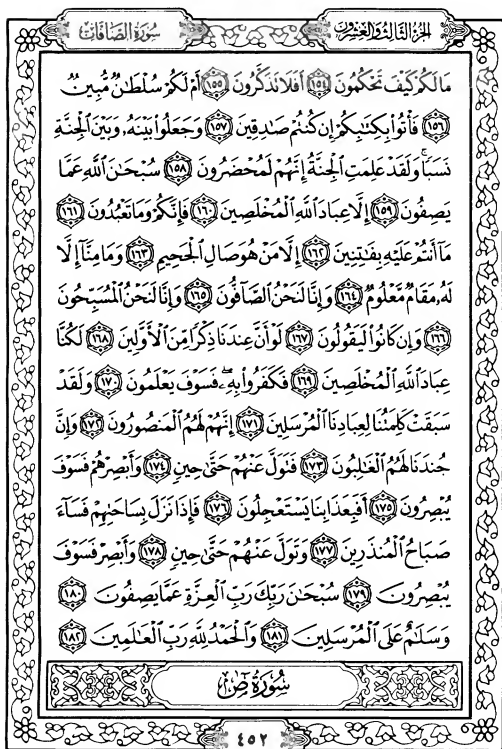 الجزء الثالث والعشرون
سورة الصافات
مَا لَكُمْ كَيْفَ تَحْكُمُونَ ١٥٤ أَفَلَا تَذَكَّرُونَ ١٥٥ أَمْ لَكُمْ سُلْطَٰنٌ مُّبِينٌ
١٥٦ فَأْتُوا۟ بِكِتَٰبِكُمْ إِن كُنتُمْ صَٰدِقِينَ ١٥٧ وَجَعَلُوا۟ بَيْنَهُۥ وَبَيْنَ ٱلْجِنَّةِ
نَسَبًا ۚ وَلَقَدْ عَلِمَتِ ٱلْجِنَّةُ إِنَّهُمْ لَمُحْضَرُونَ ١٥٨ سُبْحَٰنَ ٱللَّهِ عَمَّا
يَصِفُونَ ١٥٩ إِلَّا عِبَادَ ٱللَّهِ ٱلْمُخْلَصِينَ ١٦٠ فَإِنَّكُمْ وَمَا تَعْبُدُونَ ١٦١
مَآ أَنتُمْ عَلَيْهِ بِفَٰتِنِينَ ١٦٢ إِلَّا مَنْ هُوَ صَالِ ٱلْجَحِيمِ ١٦٣ وَمَا مِنَّآ إِلَّا
لَهُۥ مَقَامٌ مَّعْلُومٌ ١٦٤ وَإِنَّا لَنَحْنُ ٱلصَّآفُّونَ ١٦٥ وَإِنَّا لَنَحْنُ ٱلْمُسَبِّحُونَ
١٦٦ وَإِن كَانُوا۟ لَيَقُولُونَ ١٦٧ لَوْ أَنَّ عِندَنَا ذِكْرًا مِّنَ ٱلْأَوَّلِينَ ١٦٨ لَكُنَّا
عِبَادَ ٱللَّهِ ٱلْمُخْلَصِينَ ١٦٩ فَكَفَرُوا۟ بِهِۦ ۖ فَسَوْفَ يَعْلَمُونَ ١٧٠ وَلَقَدْ
سَبَقَتْ كَلِمَتُنَا لِعِبَادِنَا ٱلْمُرْسَلِينَ ١٧١ إِنَّهُمْ لَهُمُ ٱلْمَنصُورُونَ ١٧٢ وَإِنَّ
جُندَنَا لَهُمُ ٱلْغَٰلِبُونَ ١٧٣ فَتَوَلَّ عَنْهُمْ حَتَّىٰ حِينٍ ١٧٤ وَأَبْصِرْهُمْ فَسَوْفَ
يُبْصِرُونَ ١٧٥ أَفَبِعَذَابِنَا يَسْتَعْجِلُونَ ١٧٦ فَإِذَا نَزَلَ بِسَاحَتِهِمْ فَسَآءَ
صَبَاحُ ٱلْمُنذَرِينَ ١٧٧ وَتَوَلَّ عَنْهُمْ حَتَّىٰ حِينٍ ١٧٨ وَأَبْصِرْ فَسَوْفَ
يُبْصِرُونَ ١٧٩ سُبْحَٰنَ رَبِّكَ رَبِّ ٱلْعِزَّةِ عَمَّا يَصِفُونَ ١٨٠
وَسَلَٰمٌ عَلَى ٱلْمُرْسَلِينَ ١٨١ وَٱلْحَمْدُ لِلَّهِ رَبِّ ٱلْعَٰلَمِينَ ١٨٢
سُورَةُ صٓ
٤٥٢